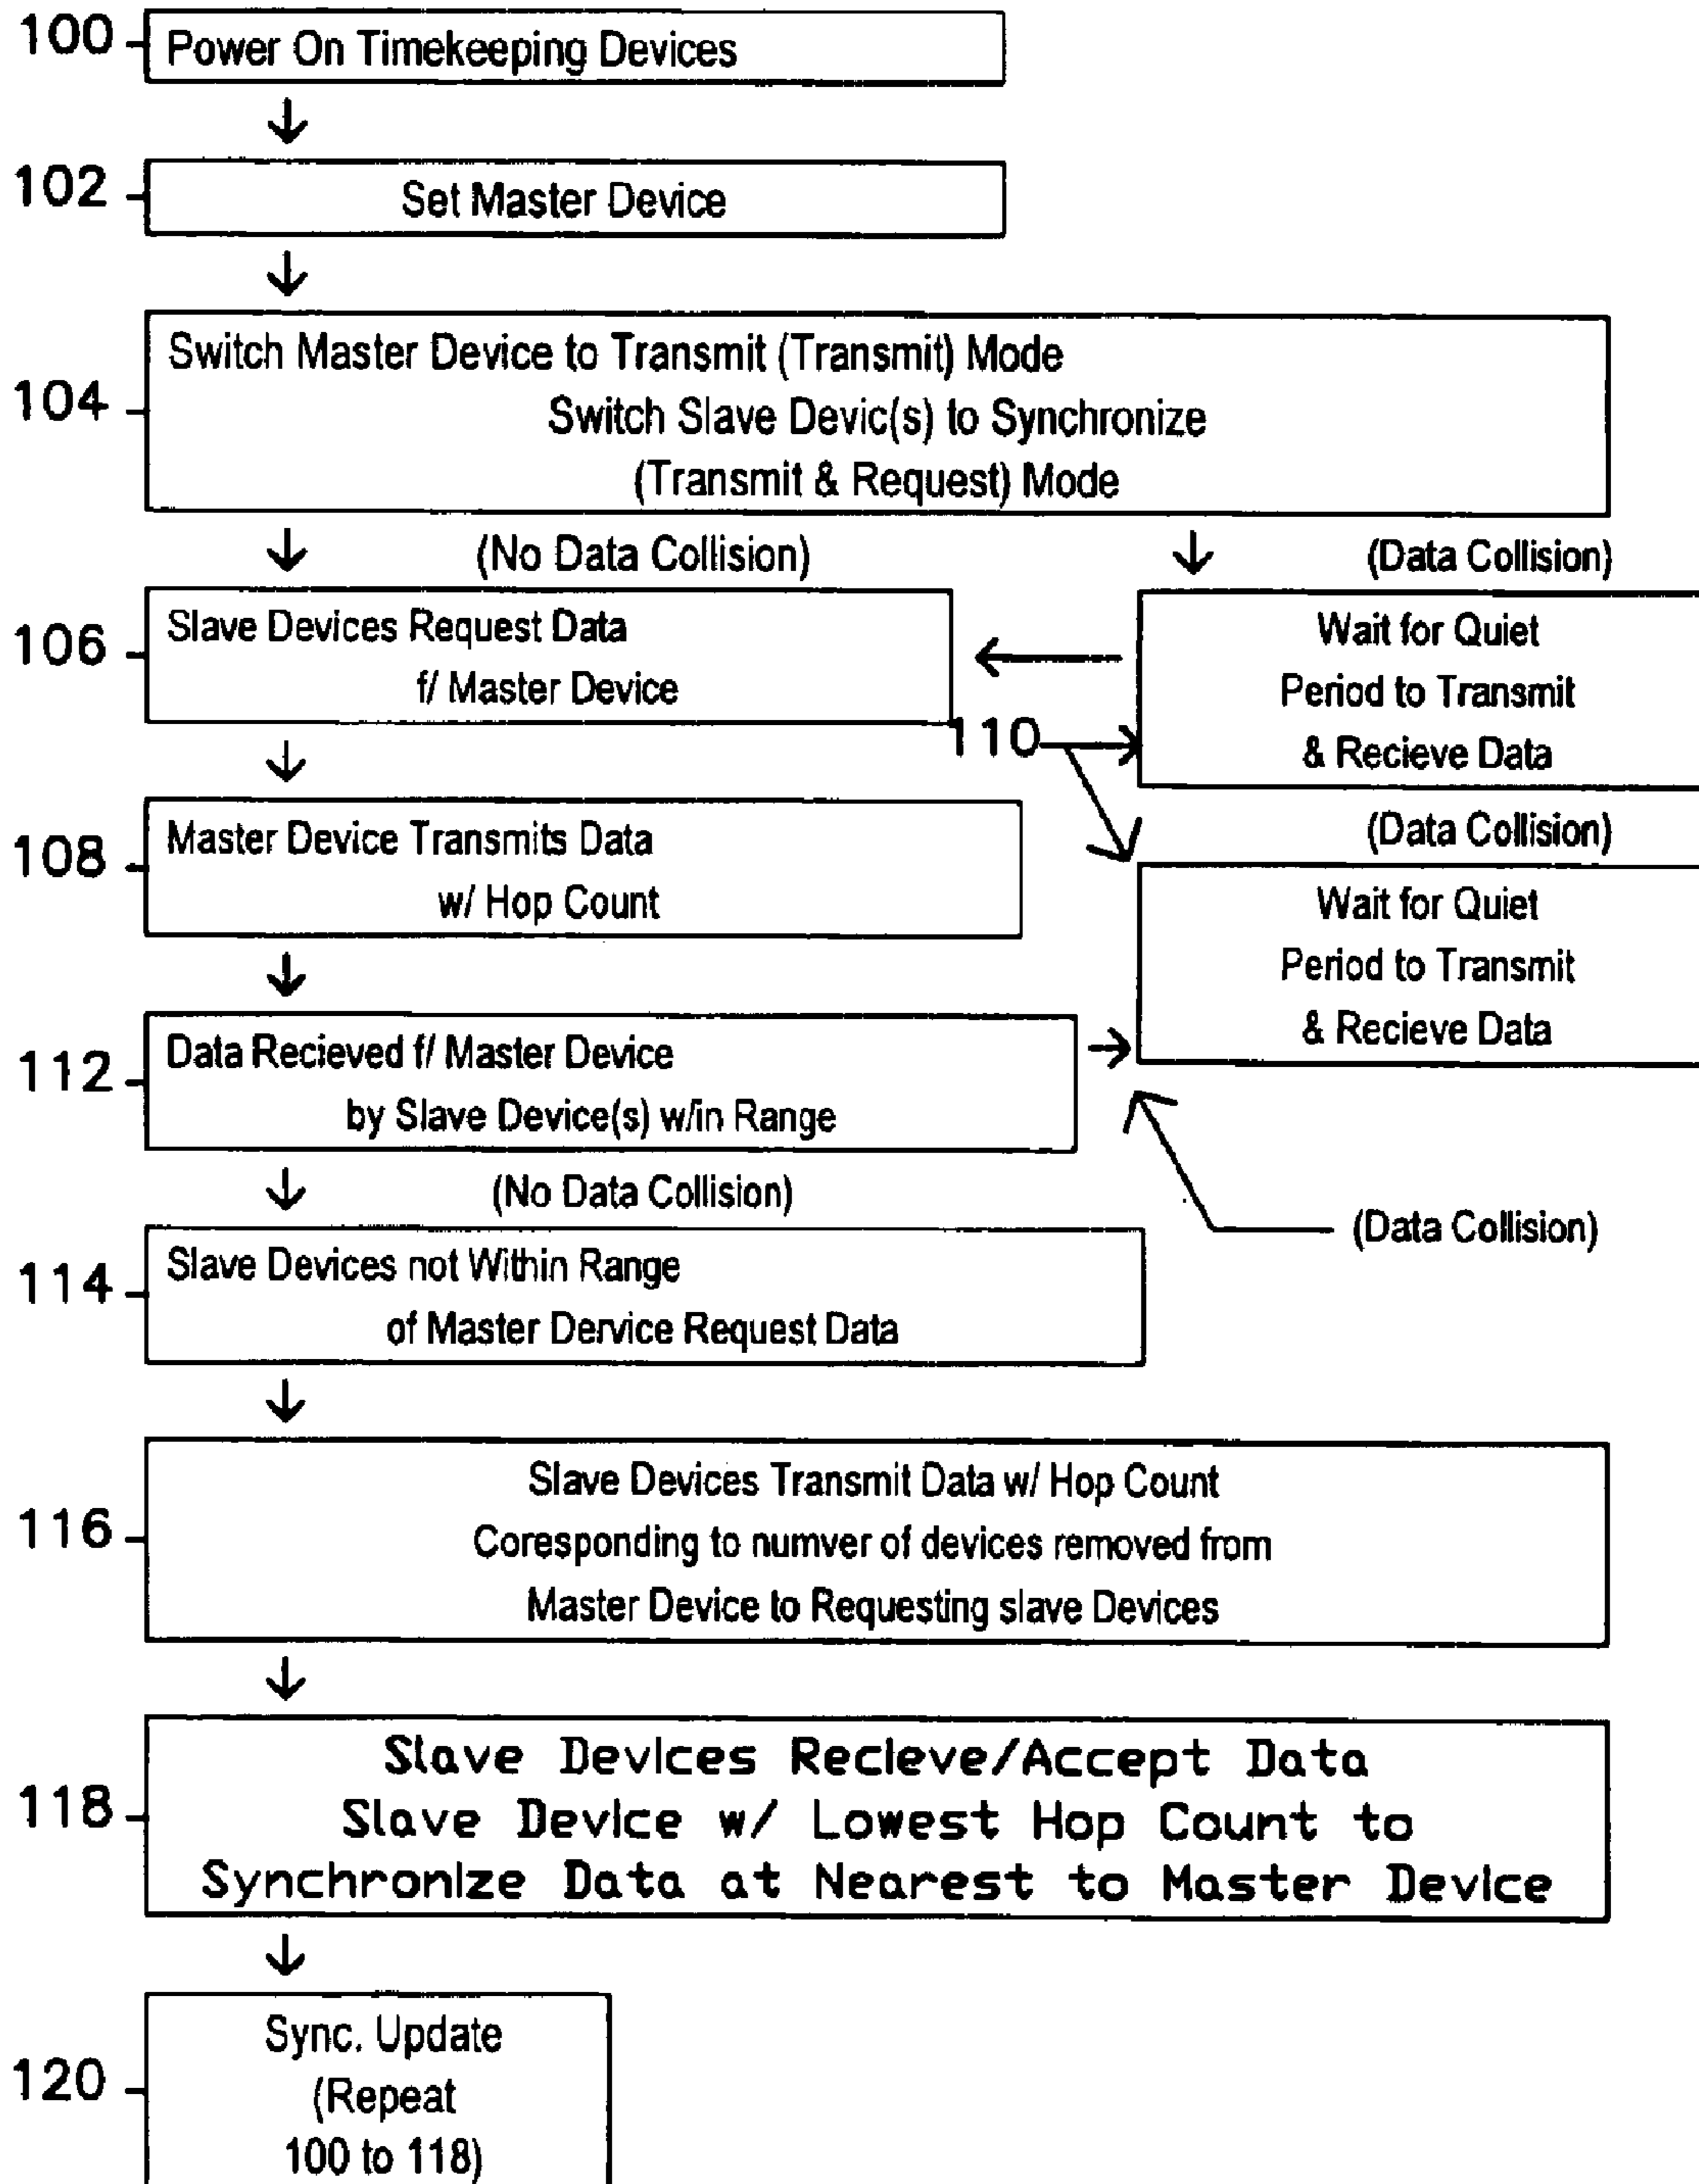 100
Power On Timekeeping Devices
102
Set Master Device
104
Switch Master Device to Transmit (Transmit) Mode
Switch Slave Devic(s) to Synchronize
(Transmit & Request) Mode
(No Data Collision)
(Data Collision)
106
Slave Devices Request Data
f/ Master Device
Wait for Quiet
Period to Transmit
& Recieve Data
110
108
Master Device Transmits Data
w/ Hop Count
(Data Collision)
Wait for Quiet
Period to Transmit
& Recieve Data
112
Data Recieved f/ Master Device
by Slave Device(s) w/in Range
(No Data Collision)
(Data Collision)
114
Slave Devices not Within Range
of Master Dervice Request Data
116
Slave Devices Transmit Data w/ Hop Count
Coresponding to numver of devices removed from
Master Device to Requesting slave Devices
118
Slave Devices Recieve/Accept Data
Slave Device w/ Lowest Hop Count to
Synchronize Data at Nearest to Master Device
120
Sync. Update
(Repeat
100 to 118)